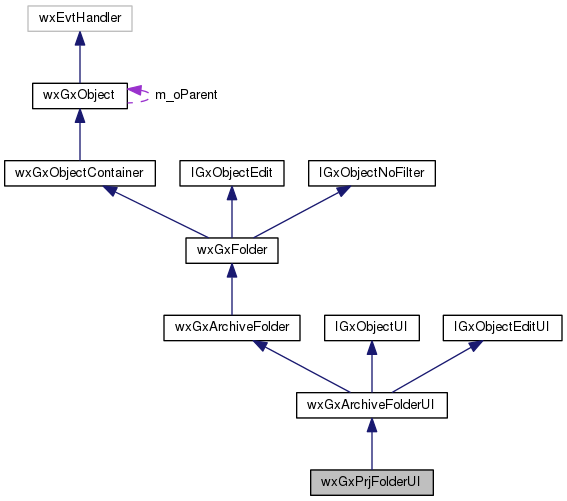 wxEvtHandler
wxGxObject
m_oParent
wxGxObjectContainer
IGxObjectEdit
IGxObjectNoFilter
wxGxFolder
wxGxArchiveFolder
IGxObjectUI
IGxObjectEditUI
wxGxArchiveFolderUI
wxGxPrjFolderUI